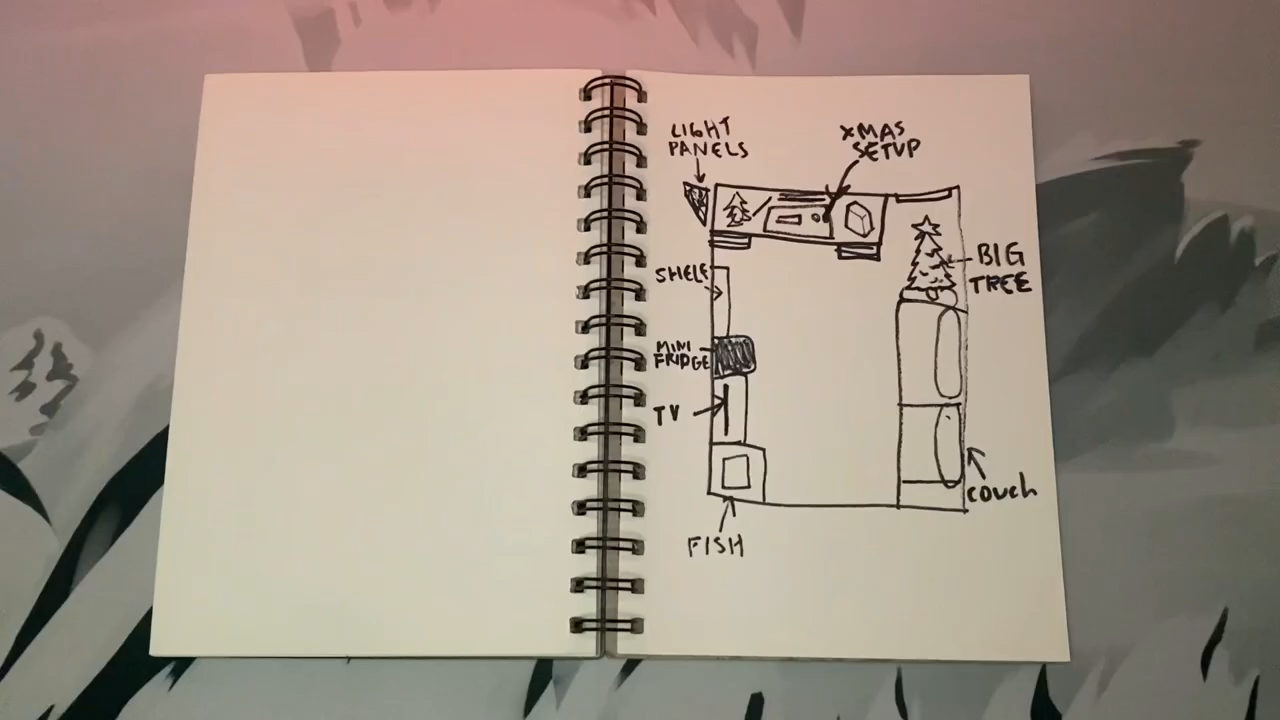 LIGHT
PANELS
XMAS
SETUP
SHELF
BIG
TREE
MINI
FRIDGE
TV
COUCH
FISH